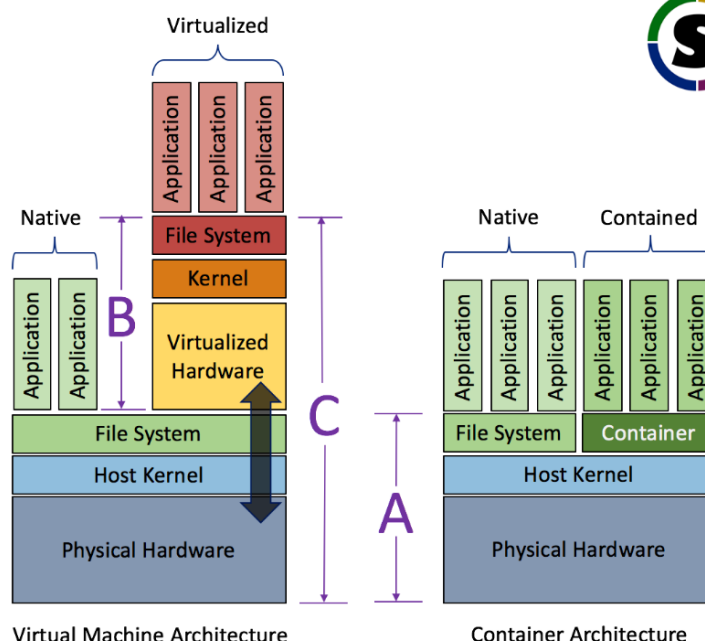 Virtualized
Application
Application
Application
Native
Application
Application
File System
Kernel
Virtualized
Hardware
B
C
File System
Host Kernel
Physical Hardware
Virtual Machine Architecture
S
Native
Contained
Application
Application
Application
Application
Application
Application
File System
Container
A
Host Kernel
Physical Hardware
Container Architecture